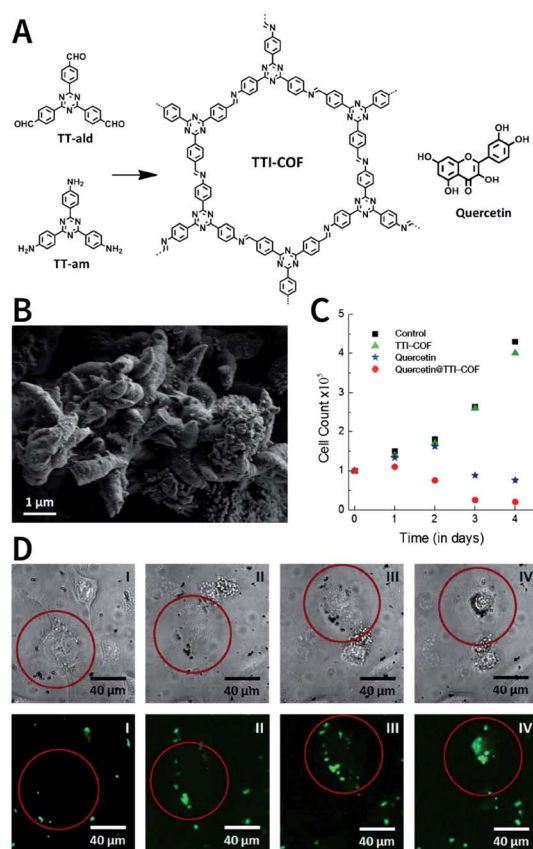 A
CHO
OHC
CHO
TT-ald
NH₂
H₂N
NH₂
TT-am
TTI-COF
HO
OH
OH
OH
O
O
Quercetin
B
1 µm
C
Control
TTI–COF
Quercetin
Quercetin@TTI–COF
Cell Count x10⁵
5
4
3
2
1
0
0
1
2
3
4
Time (in days)
D
I
40 µm
II
40 µm
III
40 µm
IV
40 µm
I
40 µm
II
40 µm
III
40 µm
IV
40 µm